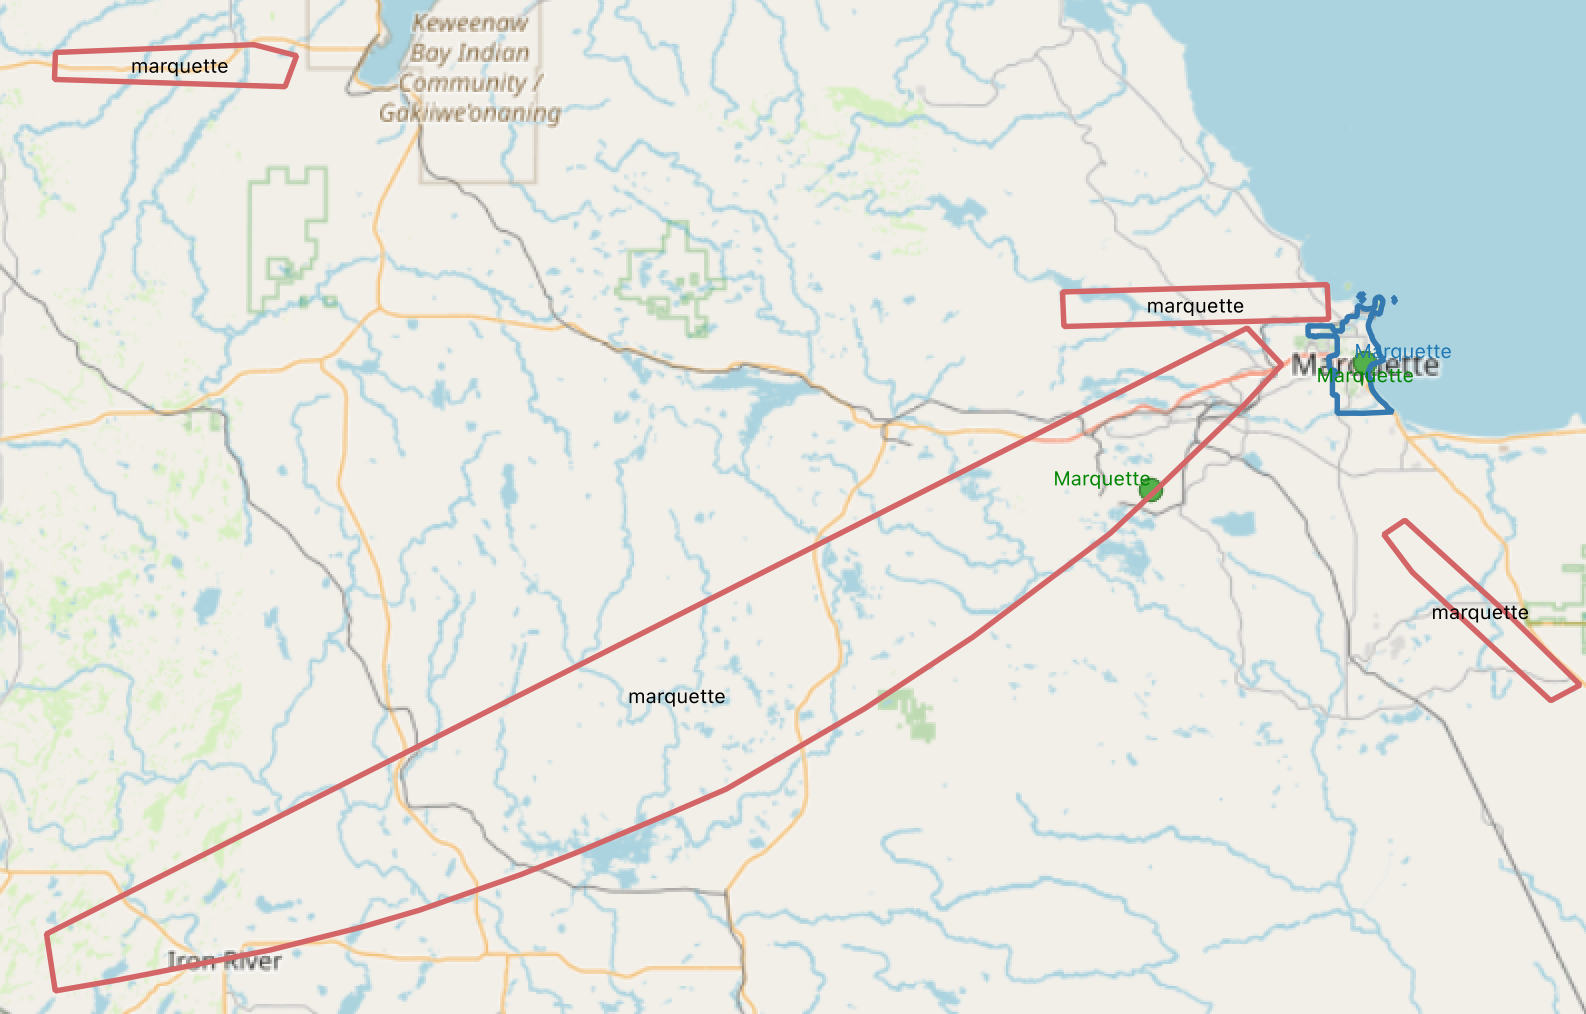 Keweenaw
Bay Indian
Community /
Gakiiwe'onaning
marquette
marquette
Marquette
Marquette
Marquette
Marquette
marquette
marquette
Iron River